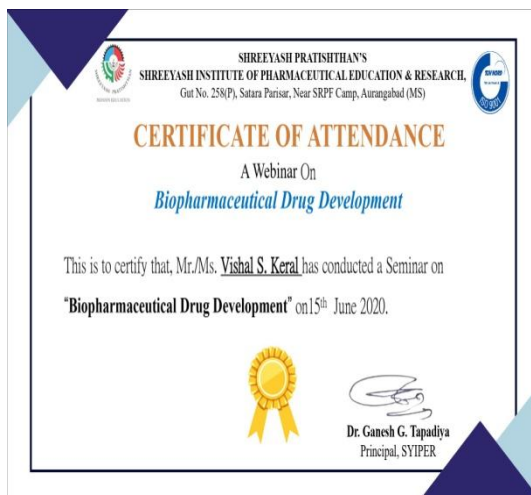 SHREEYASH PRATISHTHAN'S
SHREEYASH INSTITUTE OF PHARMACEUTICAL EDUCATION & RESEARCH,
Gut No. 258(P), Satara Parisar, Near SRPF Camp, Aurangabad (MS)
ISO 9001
CERTIFICATE OF ATTENDANCE
A Webinar On
Biopharmaceutical Drug Development
This is to certify that, Mr./Ms. Vishal S. Keral has conducted a Seminar on
"Biopharmaceutical Drug Development" on15th June 2020.
Dr. Ganesh G. Tapadiya
Principal, SYIPER